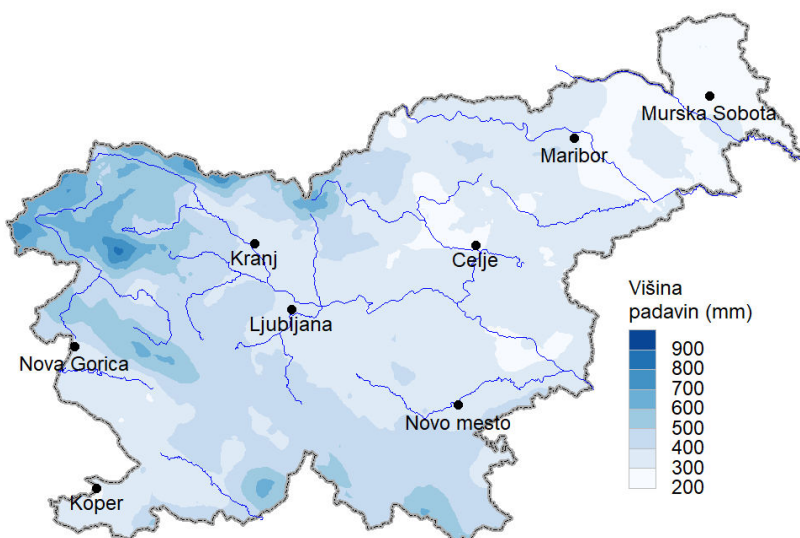 Murska Sobota
Maribor
Kranj
Celje
Ljubljana
Nova Gorica
Novo mesto
Koper
Višina
padavin (mm)
900
800
700
600
500
400
300
200